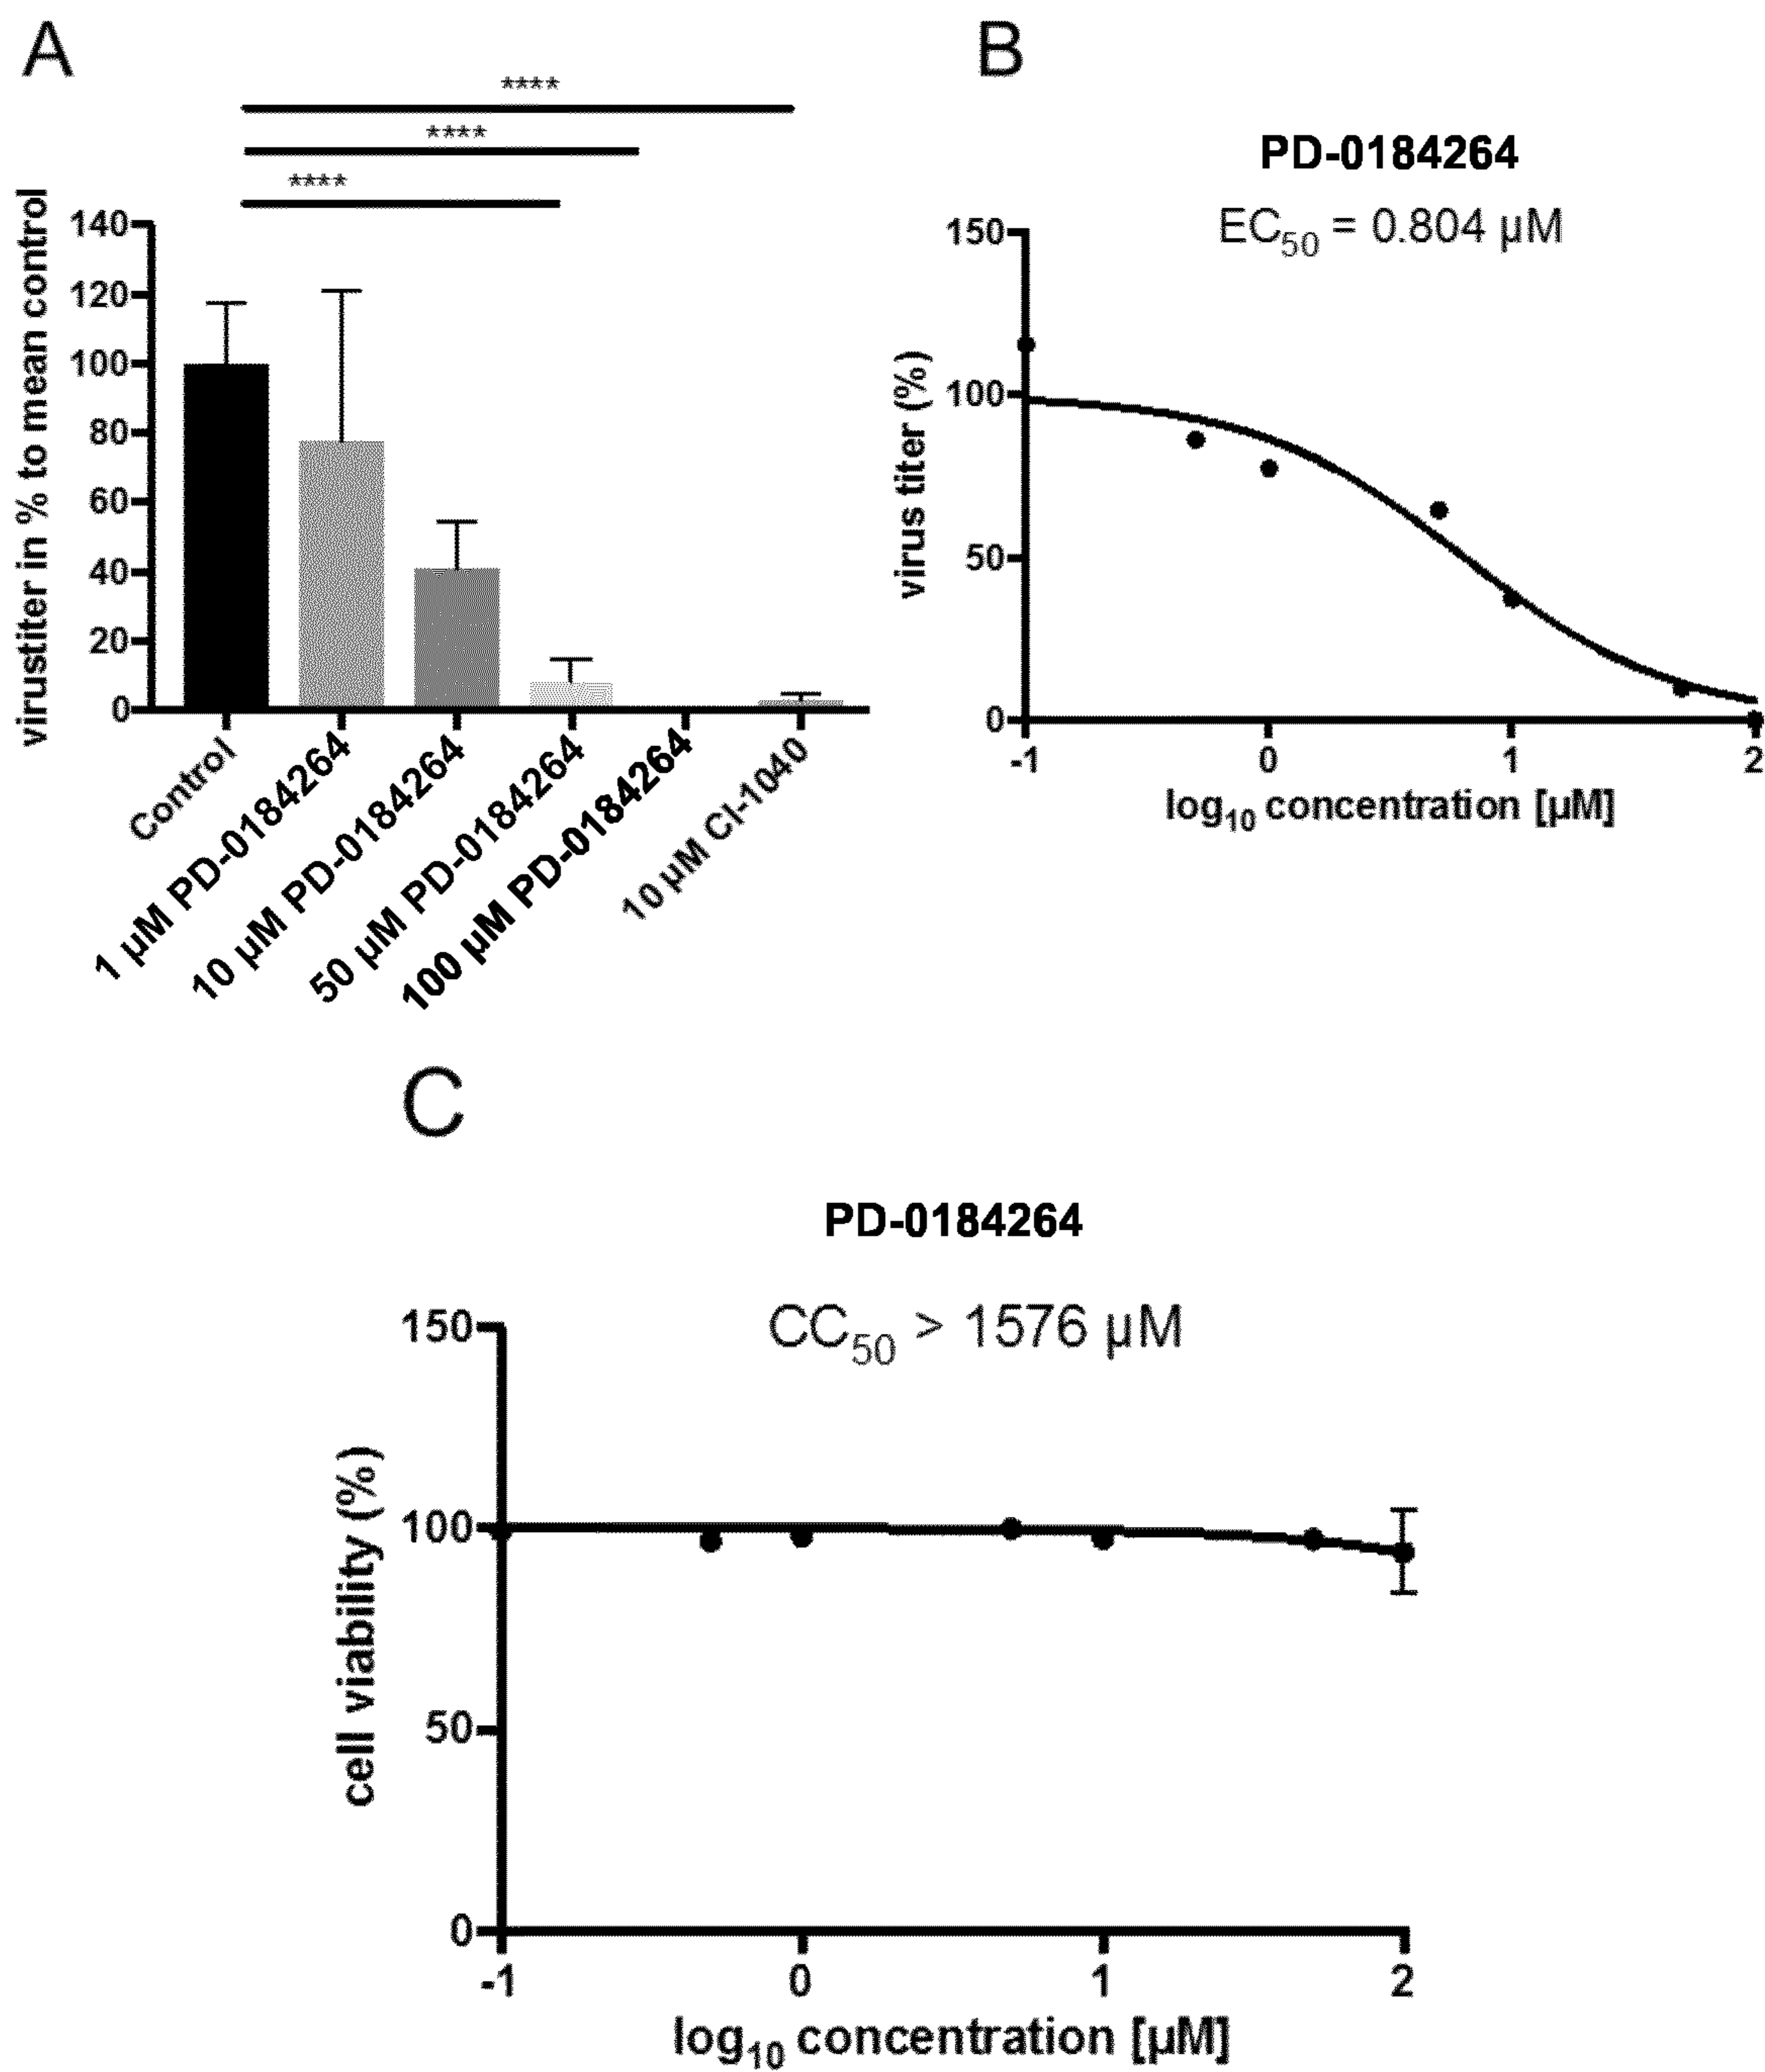 A
****
****
****
virustiter in % to mean control
140
120
100
80
60
40
20
0
Control
1 µM PD-0184264
10 µM PD-0184264
50 µM PD-0184264
100 µM PD-0184264
10 µM CI-1040
B
PD-0184264
EC50 = 0.804 µM
virus titer (%)
150
100
50
0
-1 0 1 2
log10 concentration [µM]
C
PD-0184264
CC50 > 1576 µM
cell viability (%)
150
100
50
0
-1 0 1 2
log10 concentration [µM]